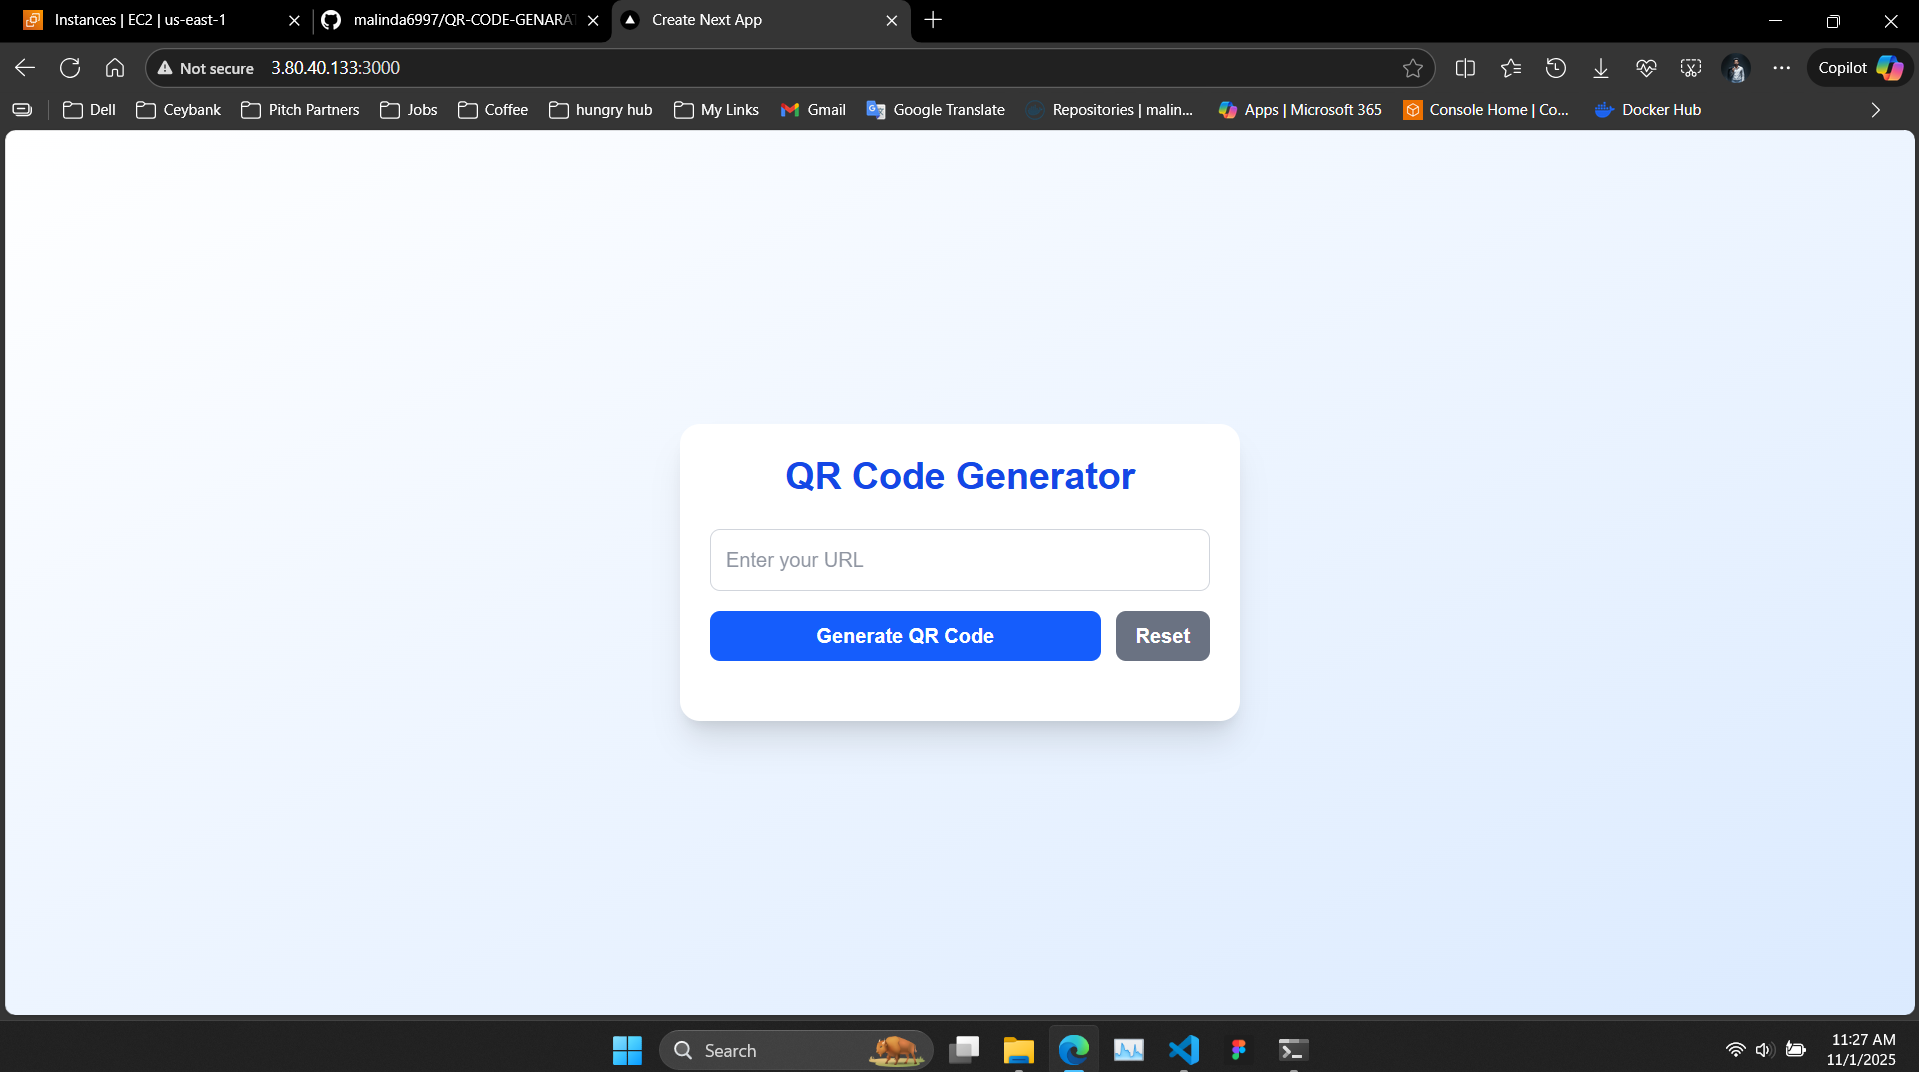 Instances | EC2 | us-east-1
malinda6997/QR-CODE-GENARAT
Create Next App
Not secure
3.80.40.133:3000
Copilot
Dell
Ceybank
Pitch Partners
Jobs
Coffee
hungry hub
My Links
Gmail
Google Translate
Repositories | malin...
Apps | Microsoft 365
Console Home | Co...
Docker Hub
QR Code Generator
Enter your URL
Generate QR Code
Reset
Search
11:27 AM
11/1/2025